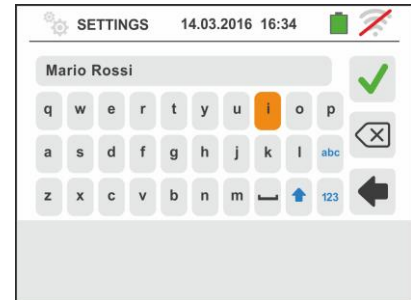 SETTINGS 14.03.2016 16:34
Mario Rossi
q w e r t y u i o p
a s d f g h j k l abc
z x c v b n m 123